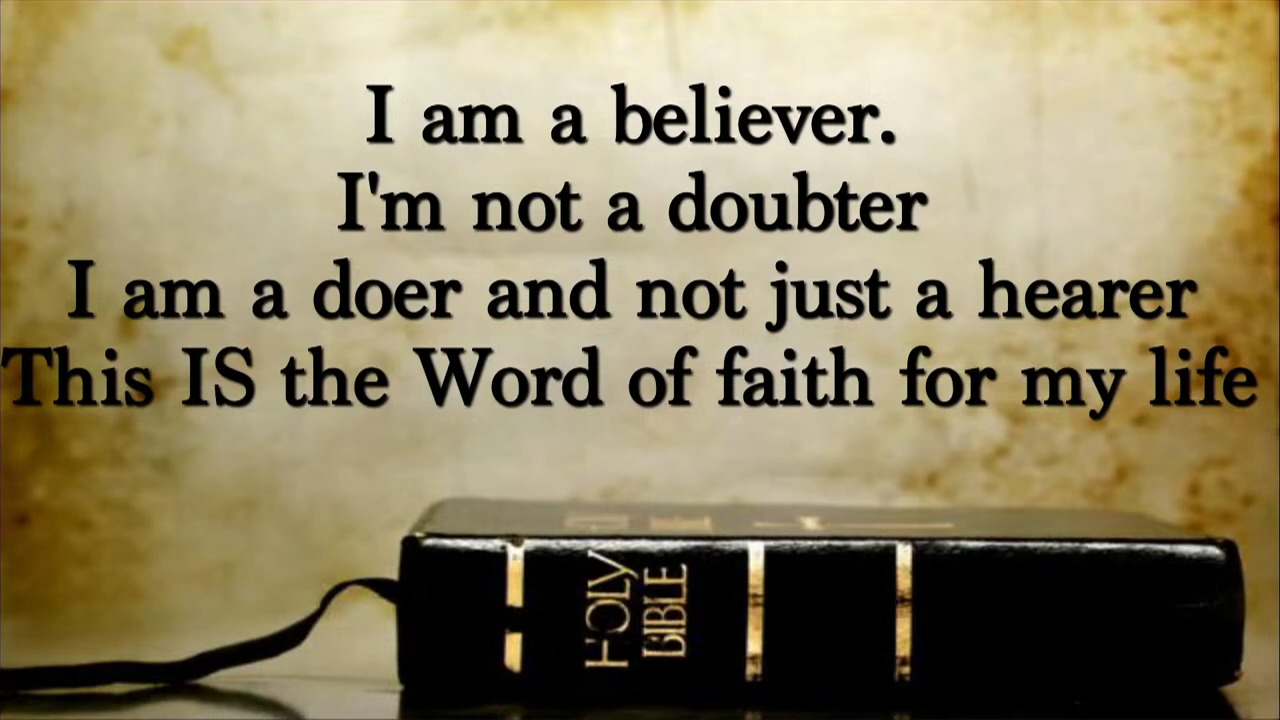 I am a believer.
I'm not a doubter
I am a doer and not just a hearer
This IS the Word of faith for my life
HOLY
BIBLE